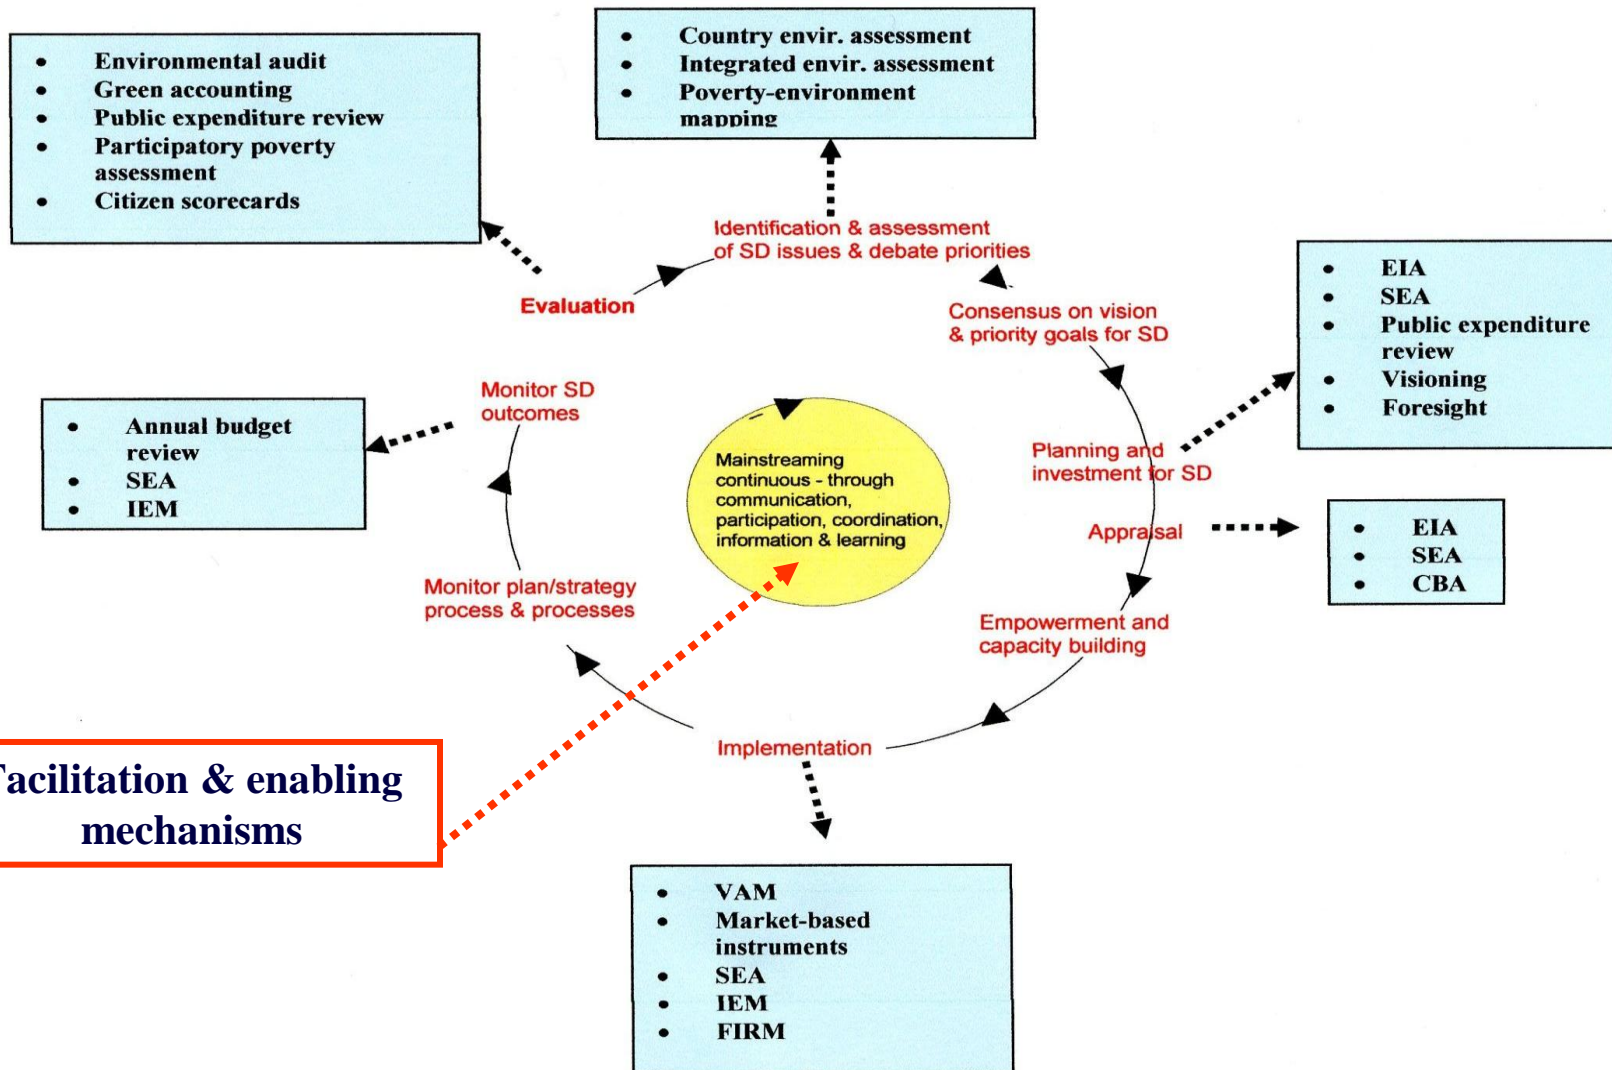 • Environmental audit
• Green accounting
• Public expenditure review
• Participatory poverty
assessment
• Citizen scorecards
• Country envir. assessment
• Integrated envir. assessment
• Poverty-environment
mapping
Identification & assessment
of SD issues & debate priorities
Evaluation
Consensus on vision
& priority goals for SD
• EIA
• SEA
• Public expenditure
review
• Visioning
• Foresight
Monitor SD
outcomes
• Annual budget
review
• SEA
• IEM
Mainstreaming
continuous - through
communication,
participation, coordination,
information & learning
Planning and
investment for SD
Appraisal
• EIA
• SEA
• CBA
Monitor plan/strategy
process & processes
Empowerment and
capacity building
Implementation
Facilitation & enabling
mechanisms
• VAM
• Market-based
instruments
• SEA
• IEM
• FIRM